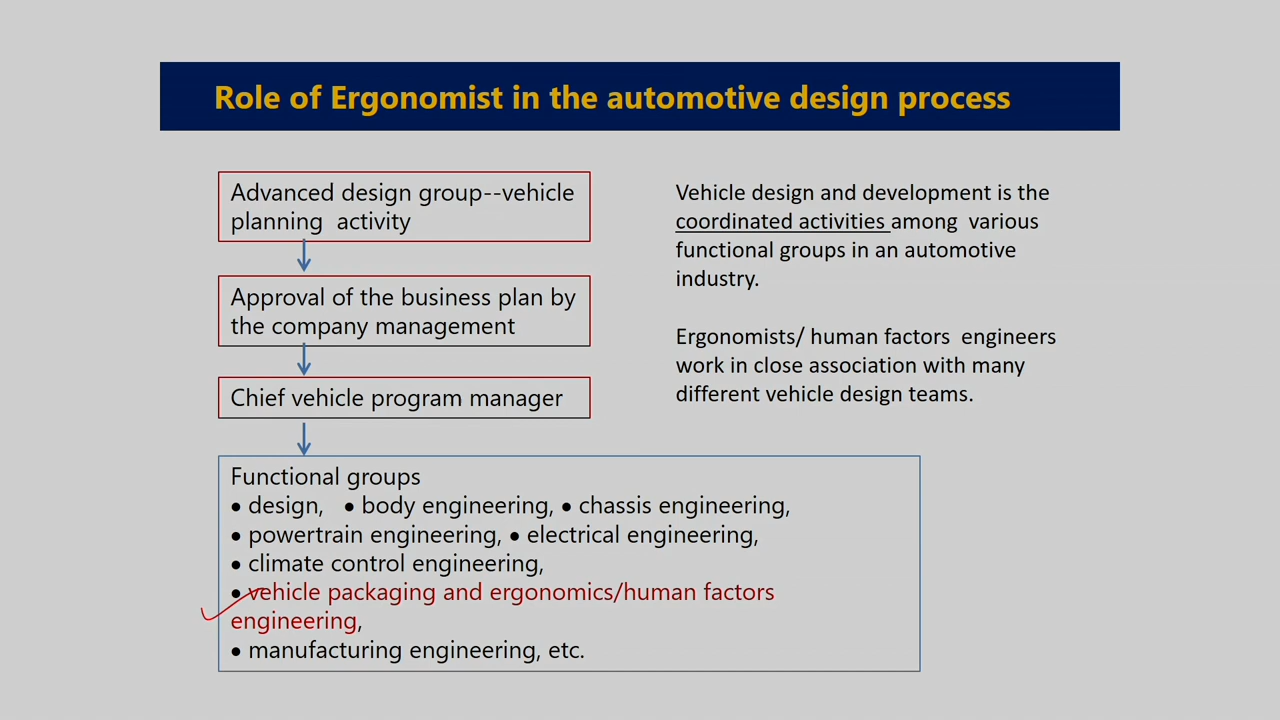 Role of Ergonomist in the automotive design process
Advanced design group--vehicle
planning activity
Approval of the business plan by
the company management
Chief vehicle program manager
Functional groups
• design, • body engineering, • chassis engineering,
• powertrain engineering, • electrical engineering,
• climate control engineering,
• vehicle packaging and ergonomics/human factors
engineering,
• manufacturing engineering, etc.
Vehicle design and development is the
coordinated activities among various
functional groups in an automotive
industry.
Ergonomists/ human factors engineers
work in close association with many
different vehicle design teams.